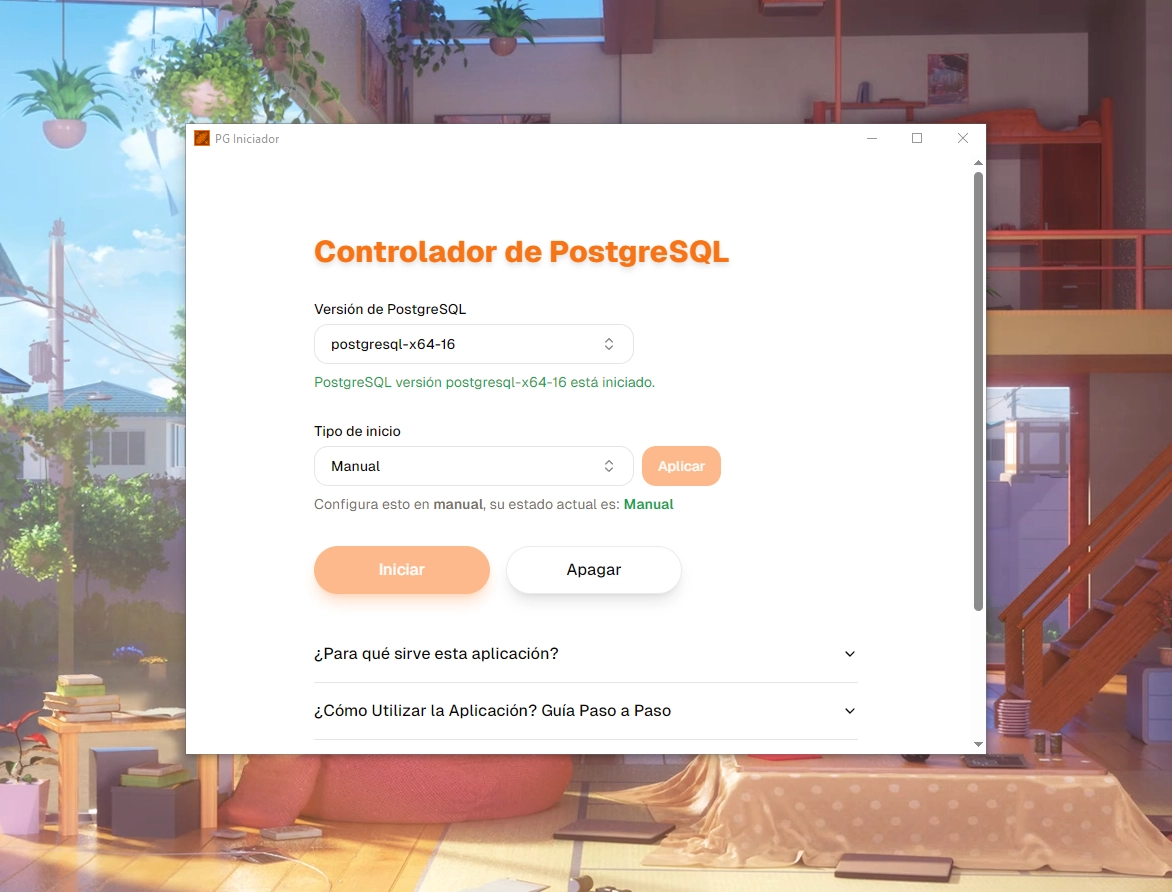 PG Iniciador
Controlador de PostgreSQL
Versión de PostgreSQL
postgresql-x64-16
PostgreSQL versión postgresql-x64-16 está iniciado.
Tipo de inicio
Manual
Aplicar
Configura esto en manual, su estado actual es: Manual
Iniciar
Apagar
¿Para qué sirve esta aplicación?
¿Cómo Utilizar la Aplicación? Guía Paso a Paso